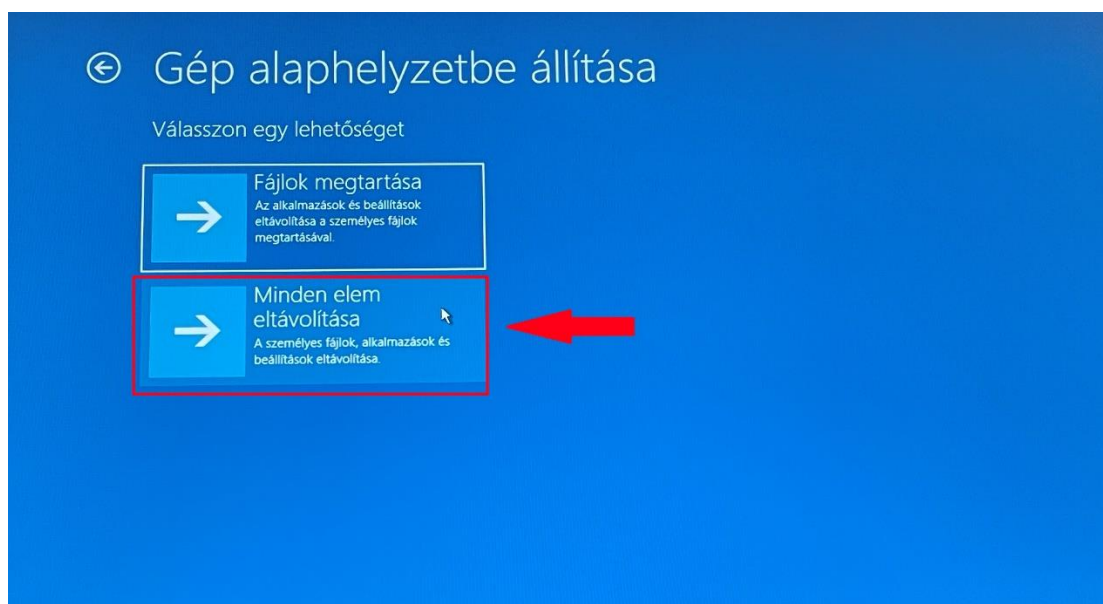 Gép alaphelyzetbe állítása
Válasszon egy lehetőséget
Fájlok megtartása
Az alkalmazások és beállítások
eltávolítása a személyes fájlok
megtartásával.
Minden elem
eltávolítása
A személyes fájlok, alkalmazások és
beállítások eltávolítása.